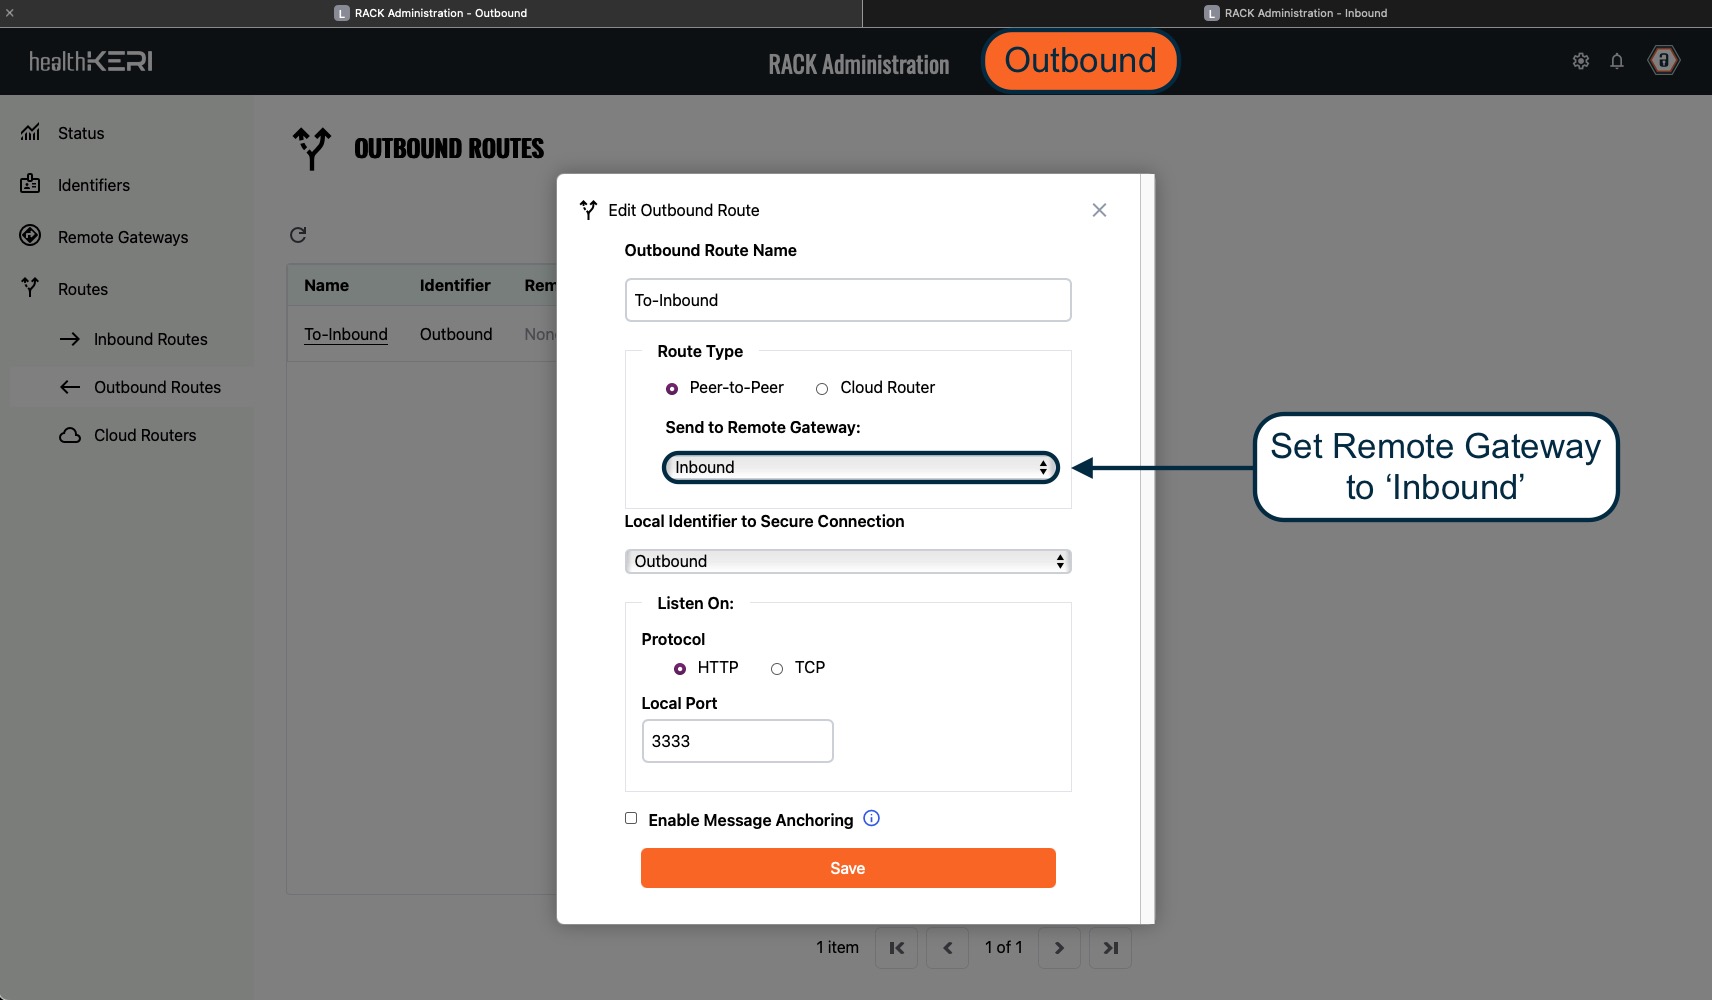 RACK Administration - Outbound
RACK Administration - Inbound
healthKERI
RACK Administration
Outbound
Status
Identifiers
Remote Gateways
Routes
Inbound Routes
Outbound Routes
Cloud Routers
OUTBOUND ROUTES
Name Identifier Rem
To-Inbound Outbound Non
Edit Outbound Route
Outbound Route Name
To-Inbound
Route Type
Peer-to-Peer Cloud Router
Send to Remote Gateway:
Inbound
Local Identifier to Secure Connection
Outbound
Listen On:
Protocol
HTTP TCP
Local Port
3333
Enable Message Anchoring
Save
Set Remote Gateway
to ‘Inbound’
1 item
1 of 1